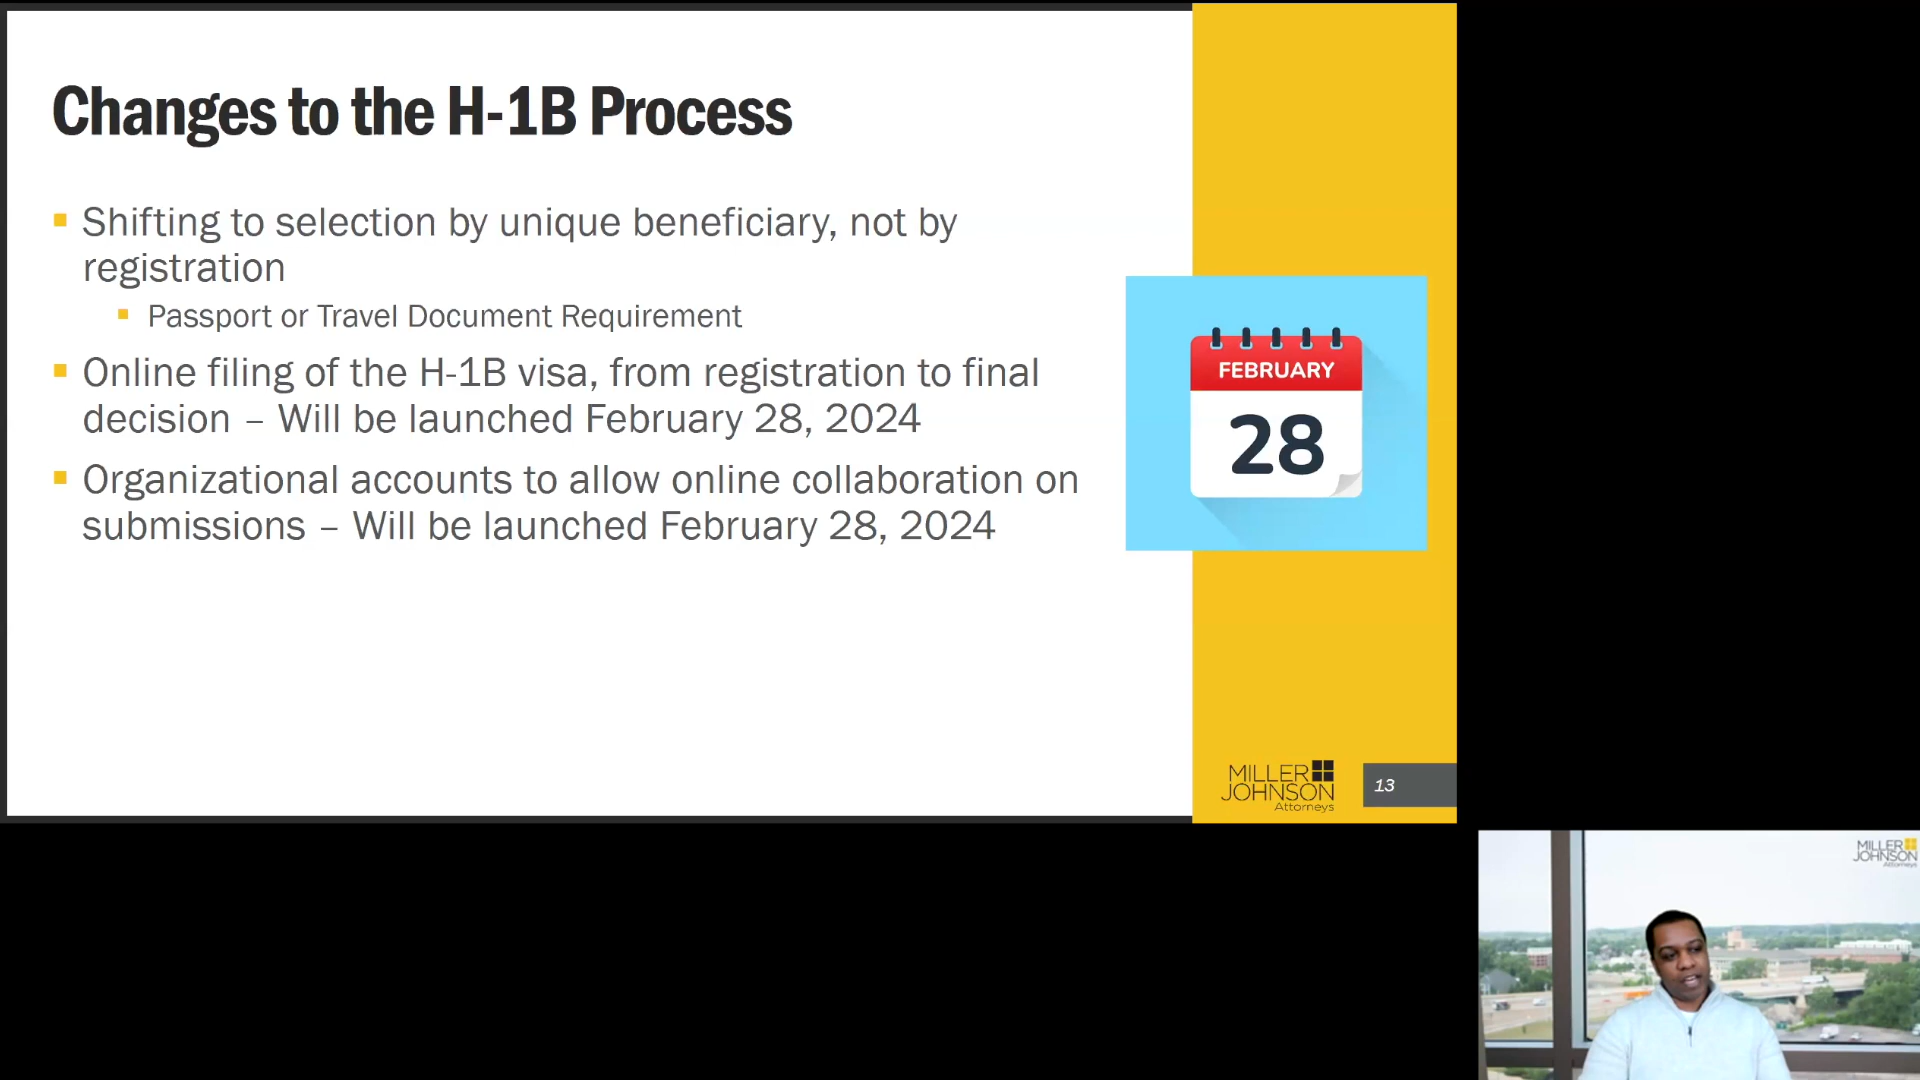 Changes to the H-1B Process
Shifting to selection by unique beneficiary, not by
registration
Passport or Travel Document Requirement
Online filing of the H-1B visa, from registration to final
decision – Will be launched February 28, 2024
Organizational accounts to allow online collaboration on
submissions – Will be launched February 28, 2024
FEBRUARY
28
MILLER
JOHNSON
Attorneys
13
MILLER
JOHNSON
Attorneys